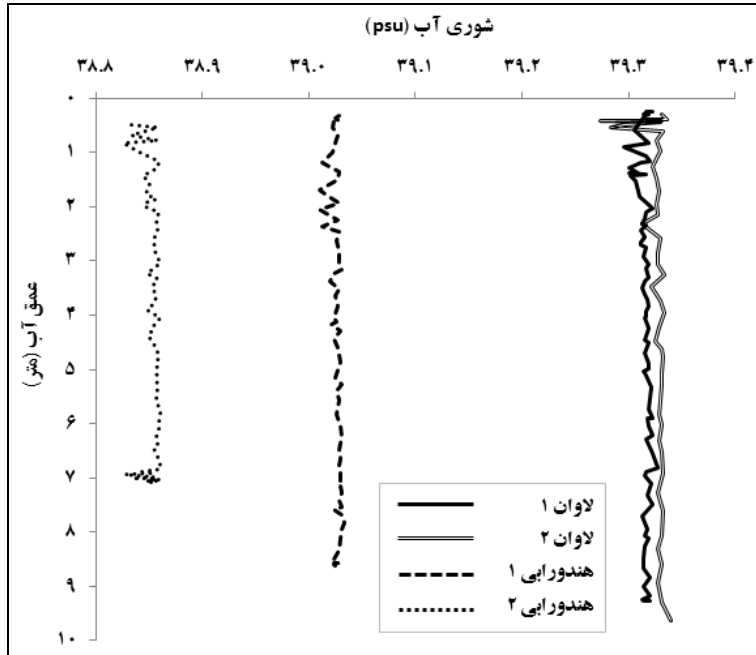 شوری آب (psu)
۳۸.۸ ۳۸.۹ ۳۹.۰ ۳۹.۱ ۳۹.۲ ۳۹.۳ ۳۹.۴
۰
۱
۲
۳
۴
۵
۶
۷
۸
۹
۱۰
عمق آب (متر)
لاوان ۱
لاوان ۲
هندورابی ۱
هندورابی ۲